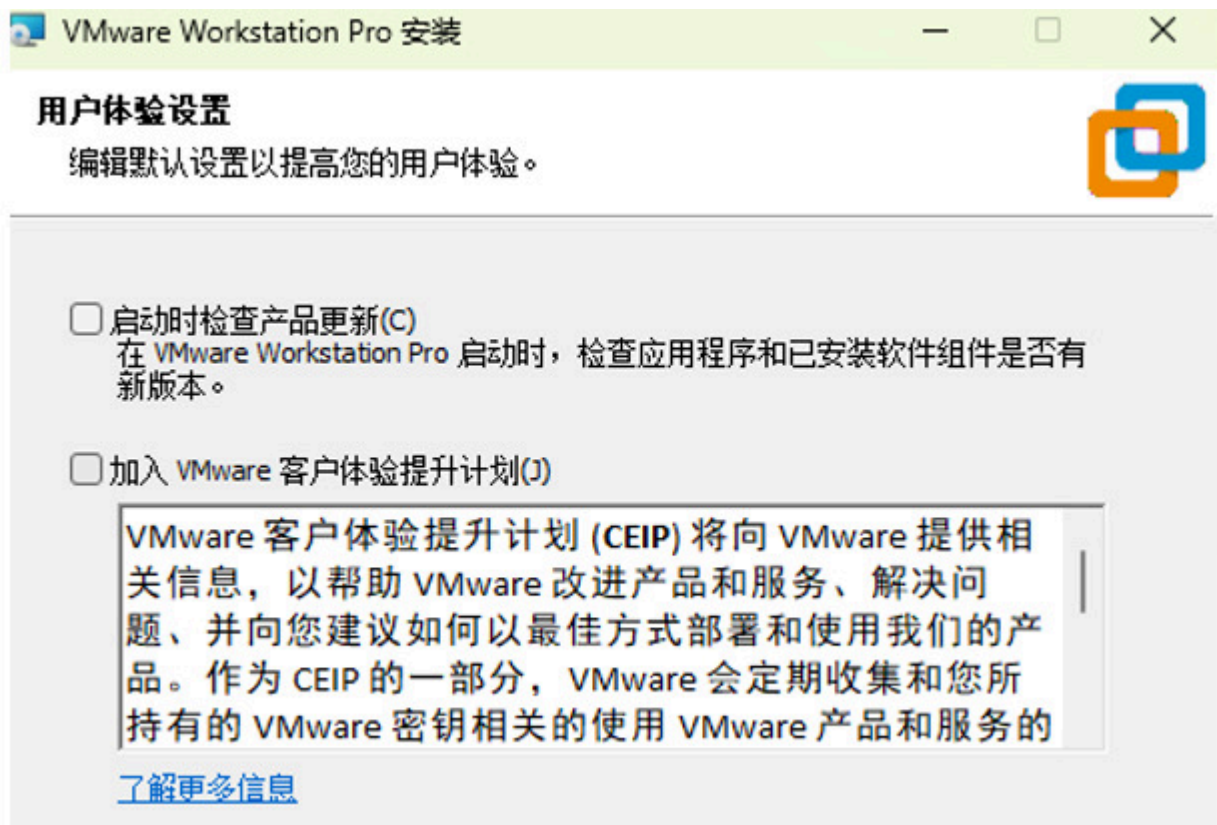 VMware Workstation Pro 安装
用户体验设置
编辑默认设置以提高您的用户体验。
启动时检查产品更新(C)
在 VMware Workstation Pro 启动时，检查应用程序和已安装软件组件是否有
新版本。
加入 VMware 客户体验提升计划(J)
VMware 客户体验提升计划 (CEIP) 将向 VMware 提供相
关信息，以帮助 VMware 改进产品和服务、解决问
题、并向您建议如何以最佳方式部署和使用我们的产
品。作为 CEIP 的一部分，VMware 会定期收集和您所
持有的 VMware 密钥相关的使用 VMware 产品和服务的
了解更多信息